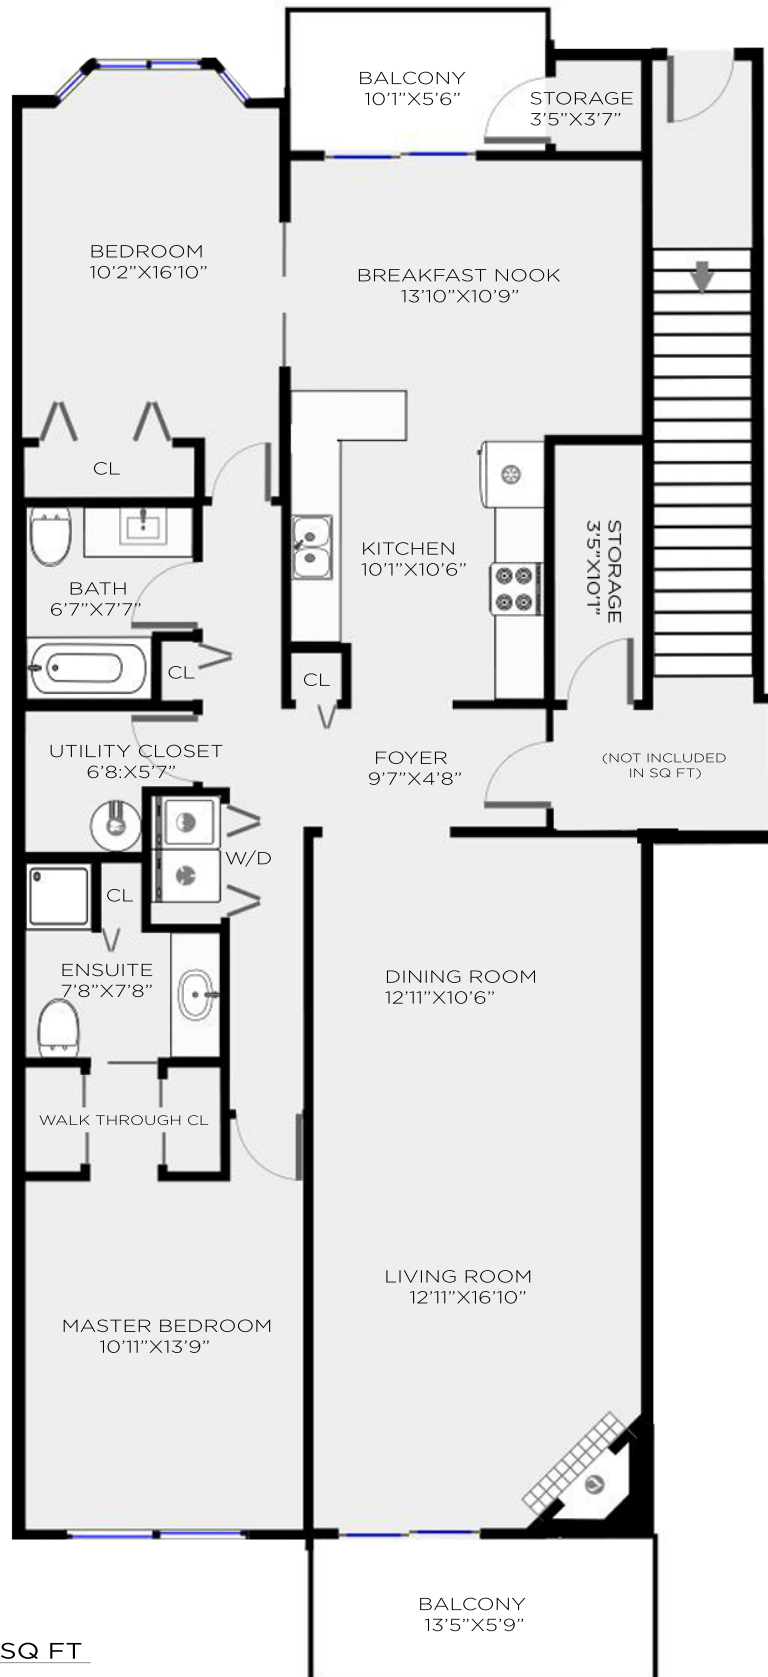 BALCONY
10'1"X5'6"
STORAGE
3'5"X3'7"
BEDROOM
10'2"X16'10"
BREAKFAST NOOK
13'10"X10'9"
CL
KITCHEN
10'1"X10'6"
STORAGE
3'5"X10'1"
BATH
6'7"X7'7"
CL
CL
UTILITY CLOSET
6'8:X5'7"
FOYER
9'7"X4'8"
(NOT INCLUDED
IN SQ FT)
W/D
CL
ENSUITE
7'8"X7'8"
DINING ROOM
12'11"X10'6"
WALK THROUGH CL
LIVING ROOM
12'11"X16'10"
MASTER BEDROOM
10'11"X13'9"
BALCONY
13'5"X5'9"
SQ FT